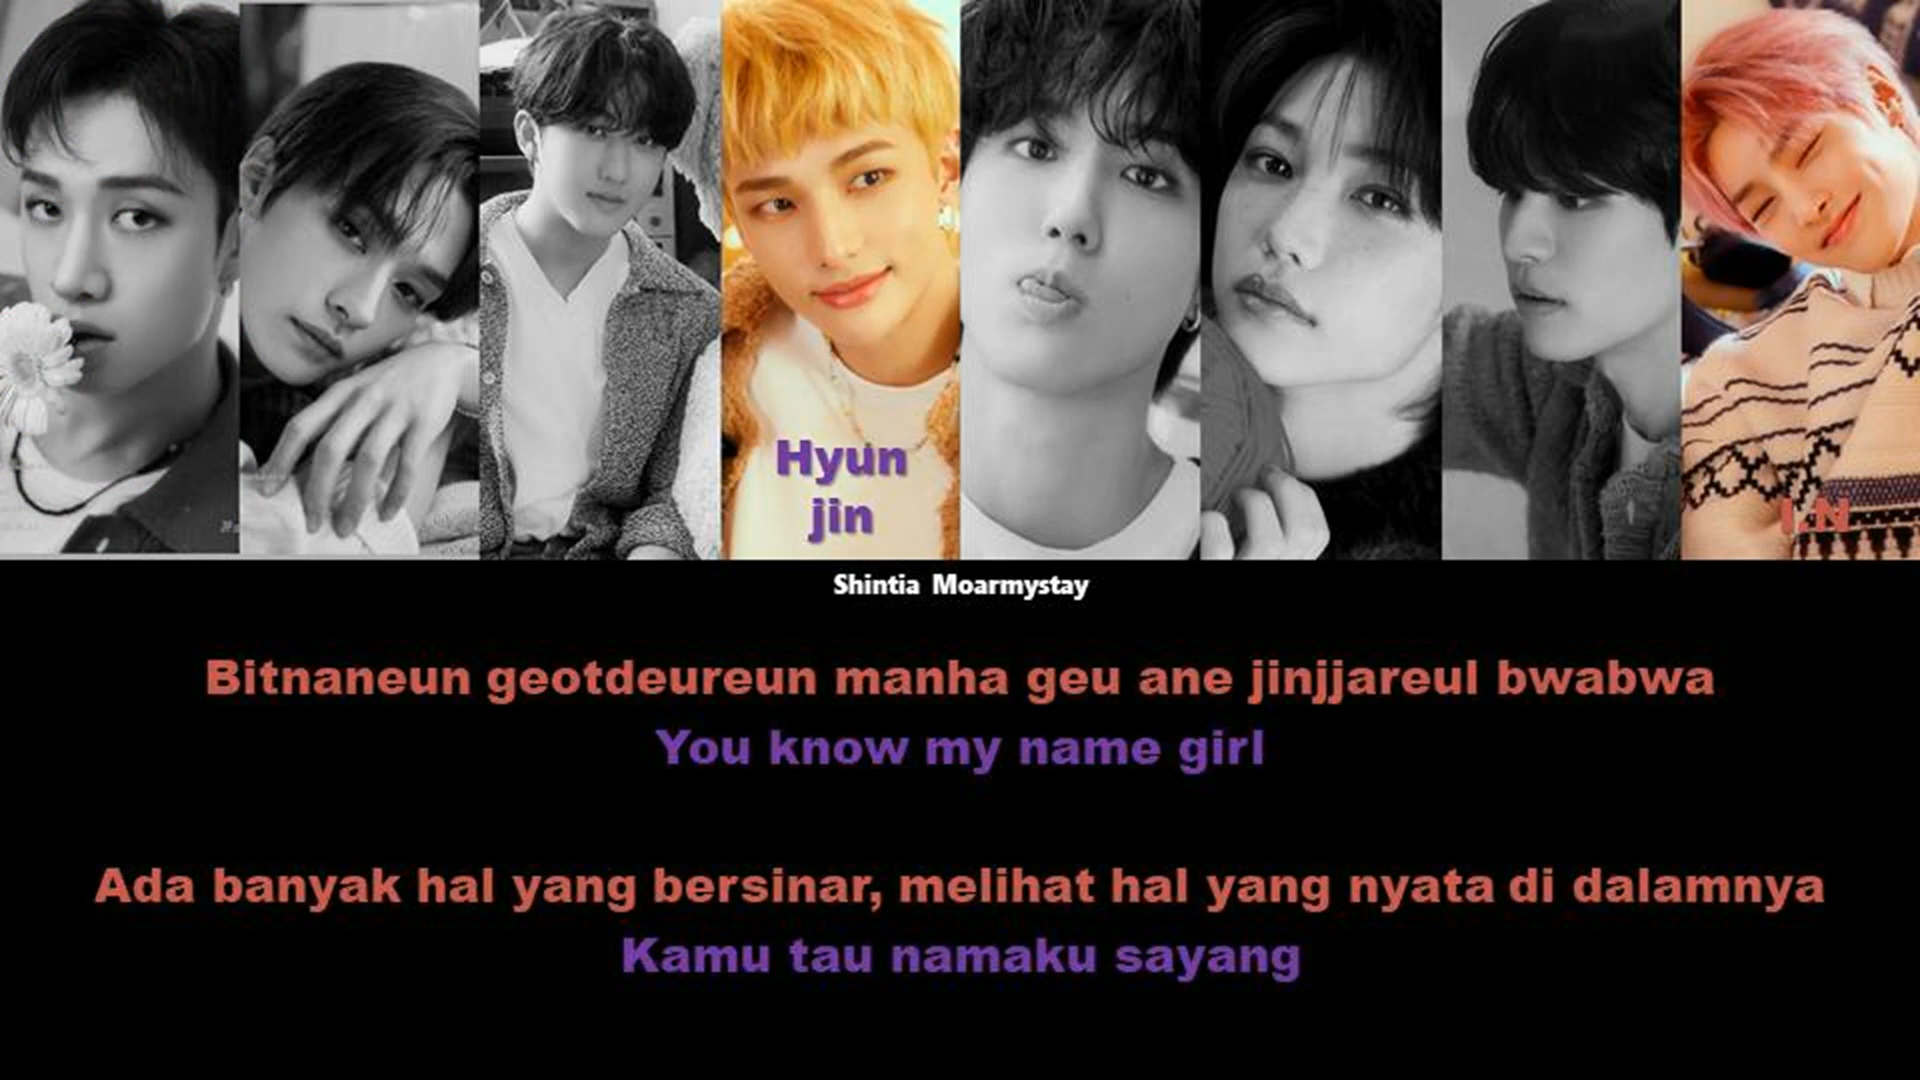 Hyun
jin
I.N
Shintia Moarmystay
Bitnaneun geotdeureun manha geu ane jinjjareul bwabwa
You know my name girl
Ada banyak hal yang bersinar, melihat hal yang nyata di dalamnya
Kamu tau namaku sayang